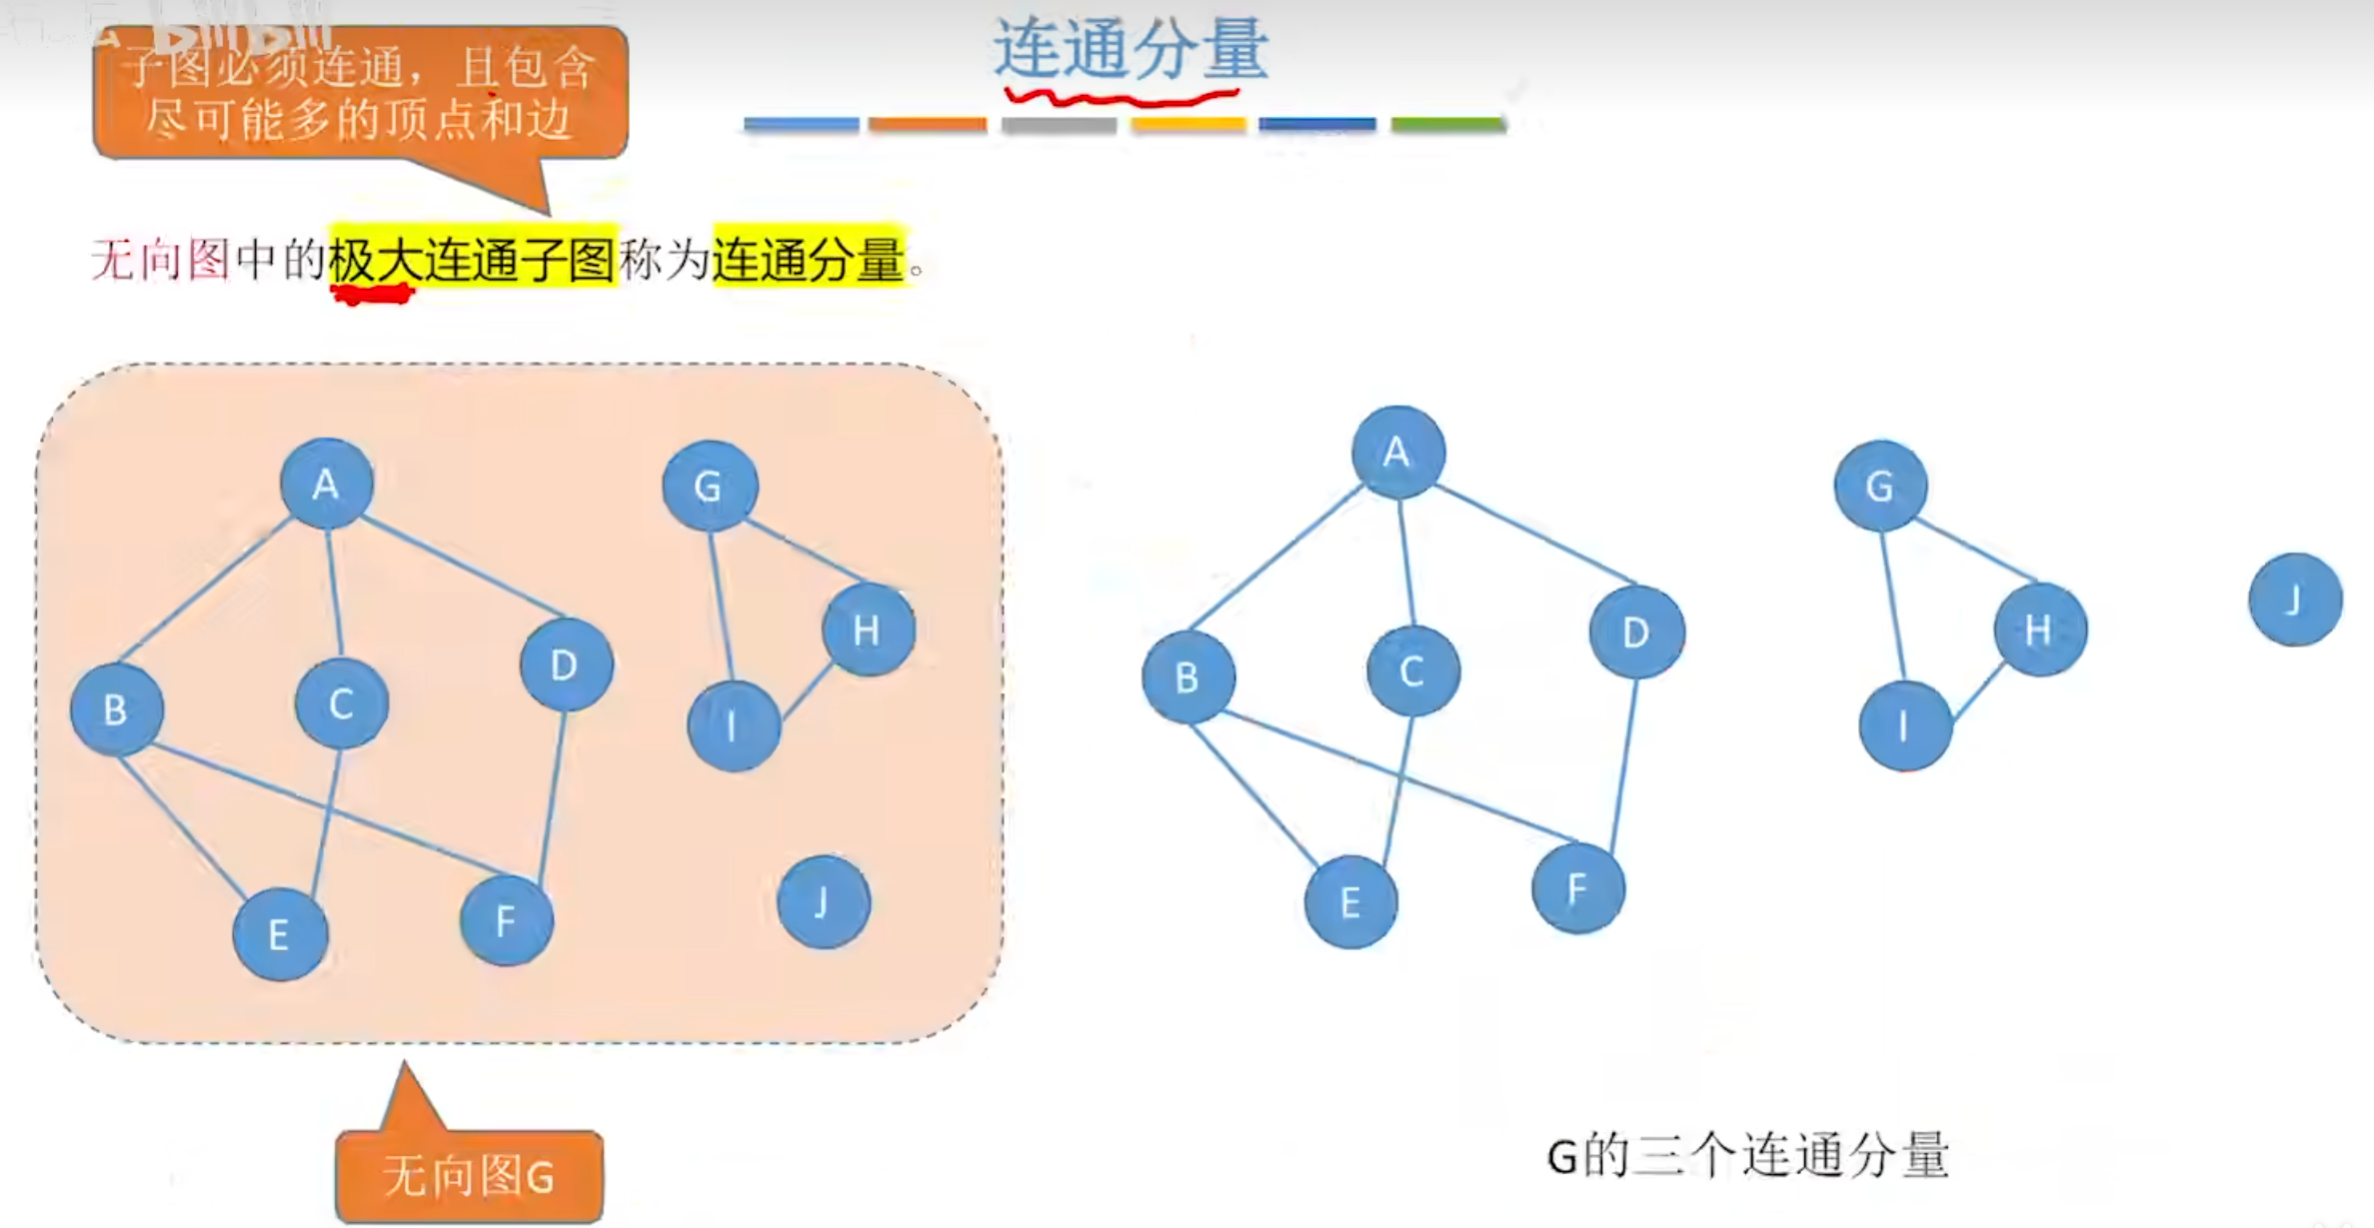 bilibili
连通分量
子图必须连通，且包含
尽可能多的顶点和边
无向图中的极大连通子图称为连通分量。
A
G
H
D
B
C
I
E
F
J
A
G
J
H
D
B
C
I
E
F
无向图G
G的三个连通分量